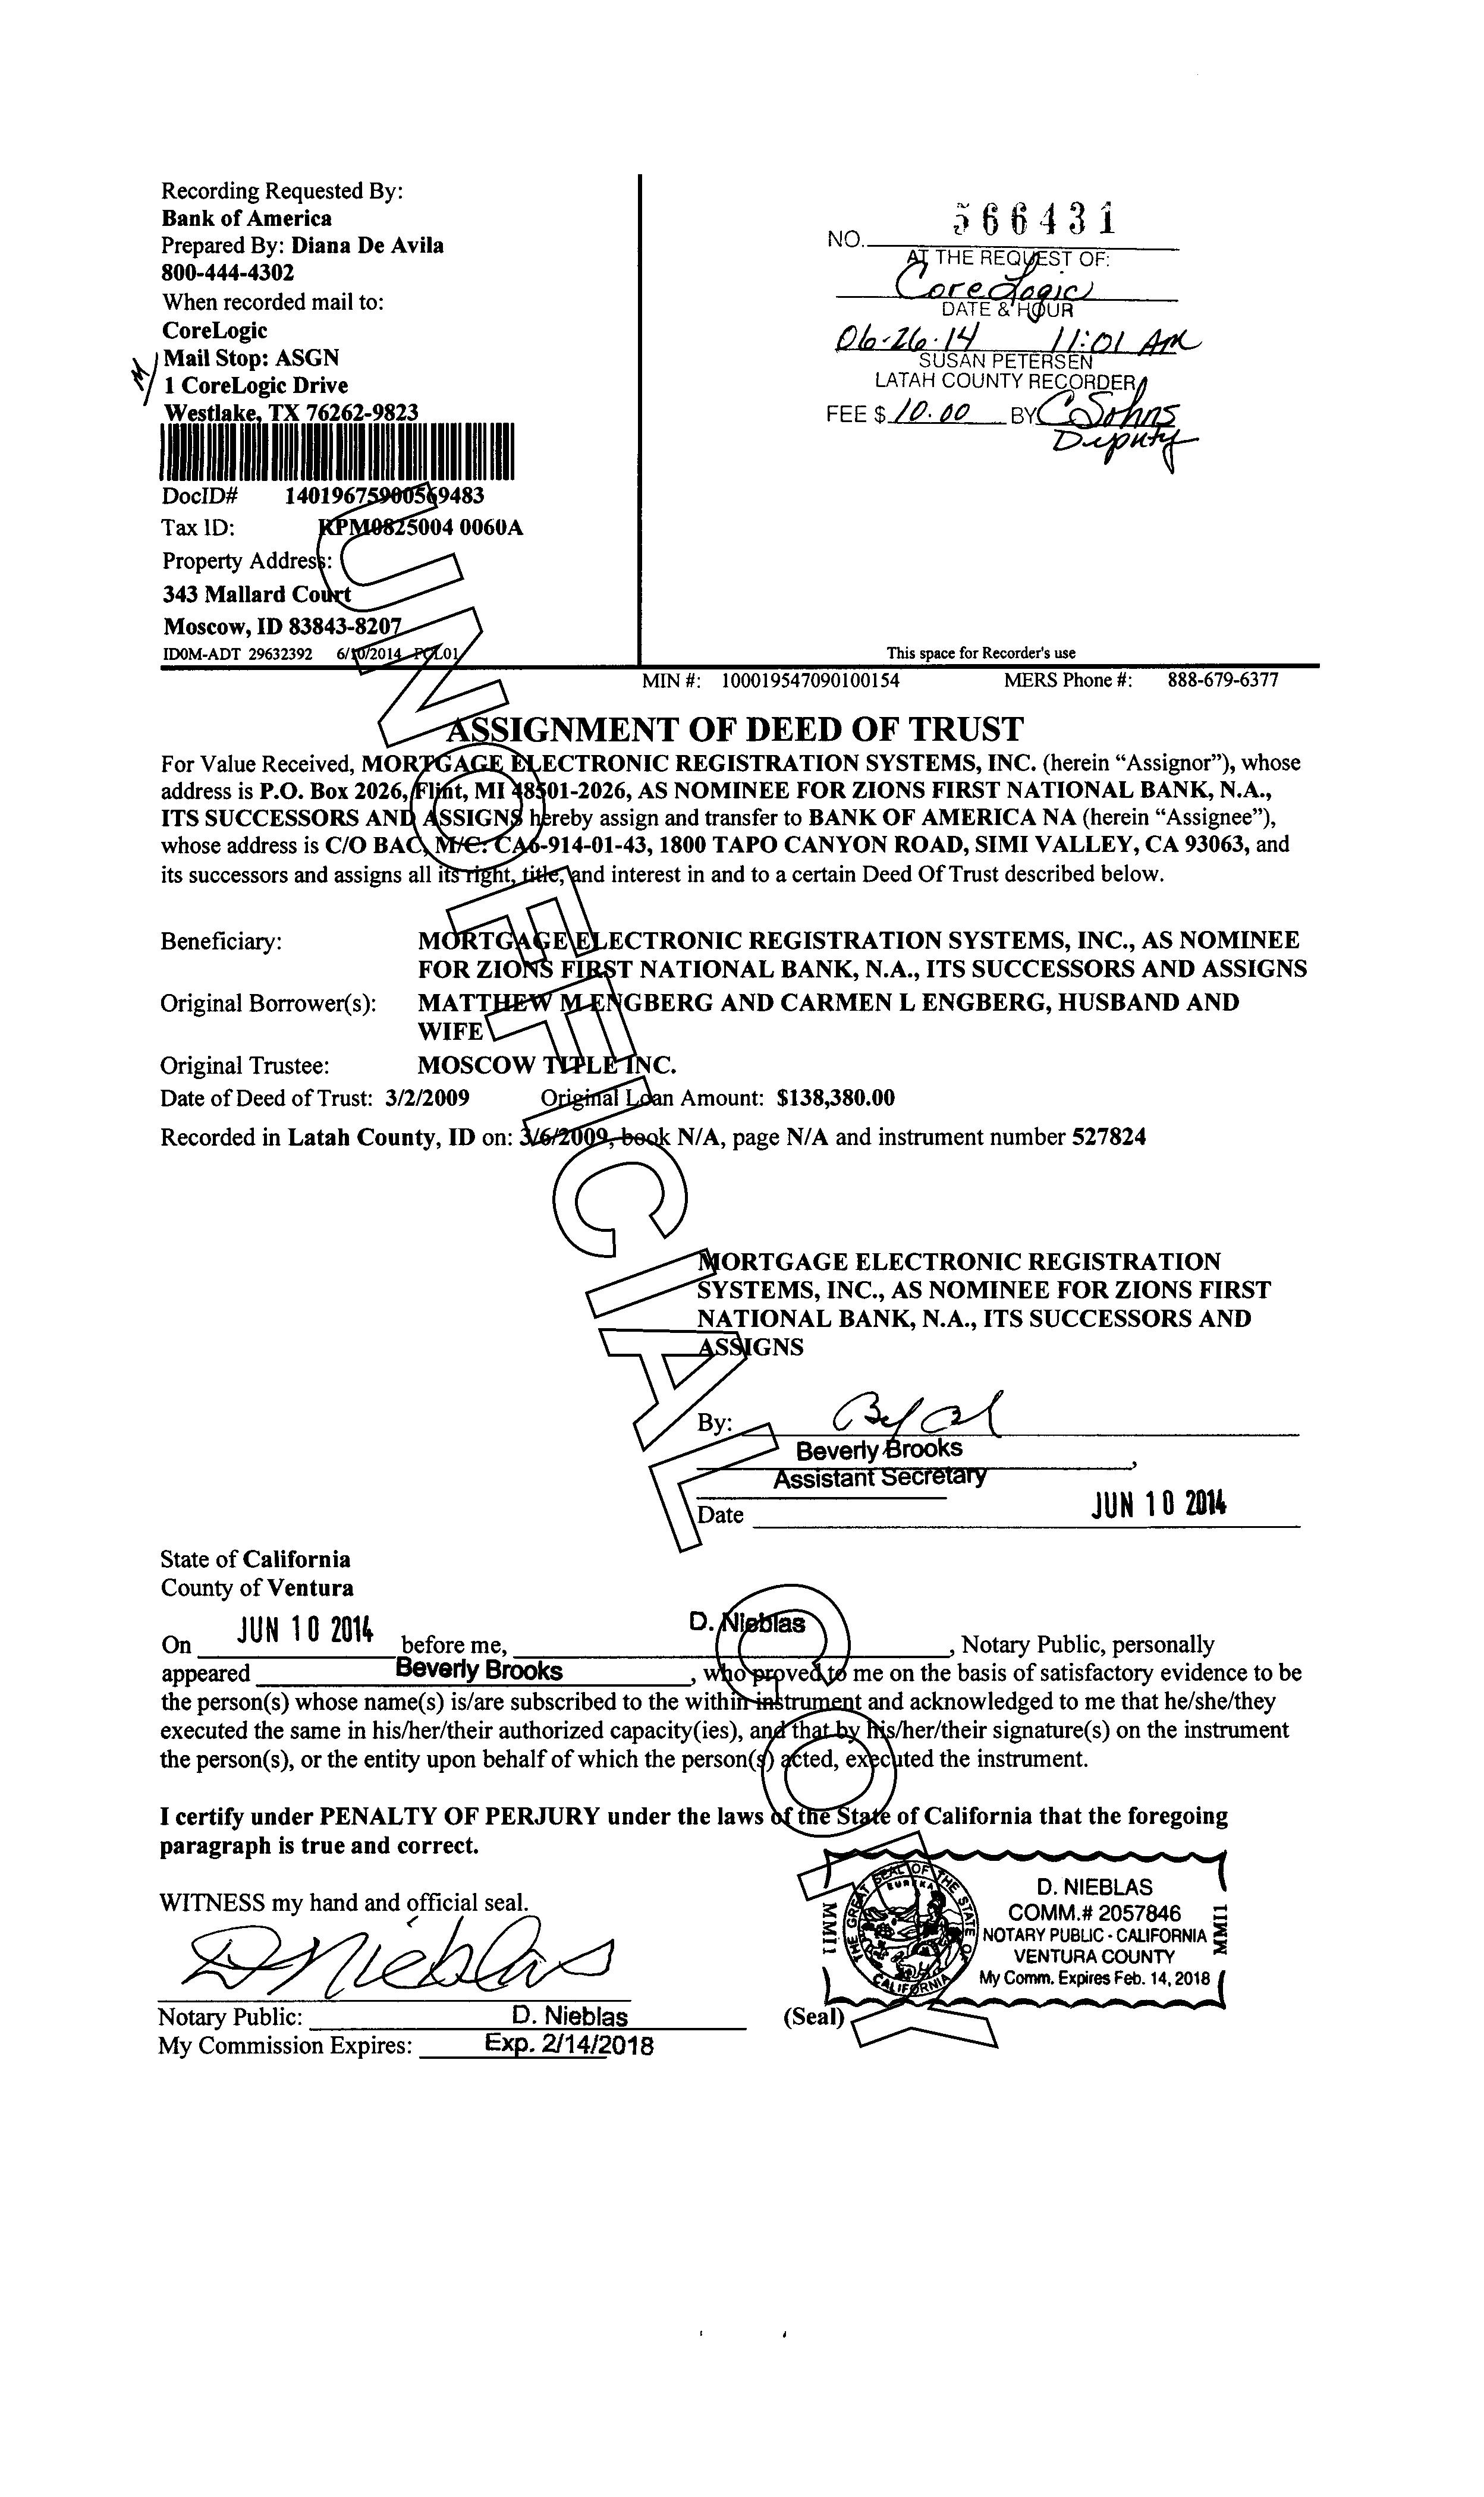 Recording Requested By:
Bank of America
Prepared By: Diana De Avila
800-444-4302
When recorded mail to:
CoreLogic
Mail Stop: ASGN
1 CoreLogic Drive
Westlake, TX 76262-9823
DocID# 14019675900569483
Tax ID: RPM0825004 0060A
Property Address:
343 Mallard Court
Moscow, ID 83843-8207
ID0M-ADT 29632392 6/10/2014 FCL01
NO. 566431
AT THE REQUEST OF:
CoreLogic
DATE & HOUR
06-26-14 11:01 AM
SUSAN PETERSEN
LATAH COUNTY RECORDER
FEE $ 10.00 BY C Johns
Deputy
This space for Recorder's use
MIN #: 100019547090100154 MERS Phone #: 888-679-6377
ASSIGNMENT OF DEED OF TRUST
For Value Received, MORTGAGE ELECTRONIC REGISTRATION SYSTEMS, INC. (herein “Assignor”), whose
address is P.O. Box 2026, Flint, MI 48501-2026, AS NOMINEE FOR ZIONS FIRST NATIONAL BANK, N.A.,
ITS SUCCESSORS AND ASSIGNS hereby assign and transfer to BANK OF AMERICA NA (herein “Assignee”),
whose address is C/O BAC, M/C: CA6-914-01-43, 1800 TAPO CANYON ROAD, SIMI VALLEY, CA 93063, and
its successors and assigns all its right, title, and interest in and to a certain Deed Of Trust described below.
Beneficiary: MORTGAGE ELECTRONIC REGISTRATION SYSTEMS, INC., AS NOMINEE
FOR ZIONS FIRST NATIONAL BANK, N.A., ITS SUCCESSORS AND ASSIGNS
Original Borrower(s): MATTHEW M ENGBERG AND CARMEN L ENGBERG, HUSBAND AND
WIFE
Original Trustee: MOSCOW TITLE INC.
Date of Deed of Trust: 3/2/2009 Original Loan Amount: $138,380.00
Recorded in Latah County, ID on: 3/6/2009, book N/A, page N/A and instrument number 527824
MORTGAGE ELECTRONIC REGISTRATION
SYSTEMS, INC., AS NOMINEE FOR ZIONS FIRST
NATIONAL BANK, N.A., ITS SUCCESSORS AND
ASSIGNS
By:
Beverly Brooks,
Assistant Secretary
Date JUN 10 2014
State of California
County of Ventura
On JUN 10 2014 before me, D. Nieblas, Notary Public, personally
appeared Beverly Brooks, who proved to me on the basis of satisfactory evidence to be
the person(s) whose name(s) is/are subscribed to the within instrument and acknowledged to me that he/she/they
executed the same in his/her/their authorized capacity(ies), and that by his/her/their signature(s) on the instrument
the person(s), or the entity upon behalf of which the person(s) acted, executed the instrument.
I certify under PENALTY OF PERJURY under the laws of the State of California that the foregoing
paragraph is true and correct.
WITNESS my hand and official seal.
D Nieblas
Notary Public: D. Nieblas
My Commission Expires: Exp. 2/14/2018
(Seal)
THE GREAT SEAL OF THE STATE OF CALIFORNIA
EUREKA
MMI1
D. NIEBLAS
COMM.# 2057846
NOTARY PUBLIC - CALIFORNIA
VENTURA COUNTY
My Comm. Expires Feb. 14, 2018
MMI1
UNOFFICIAL COPY